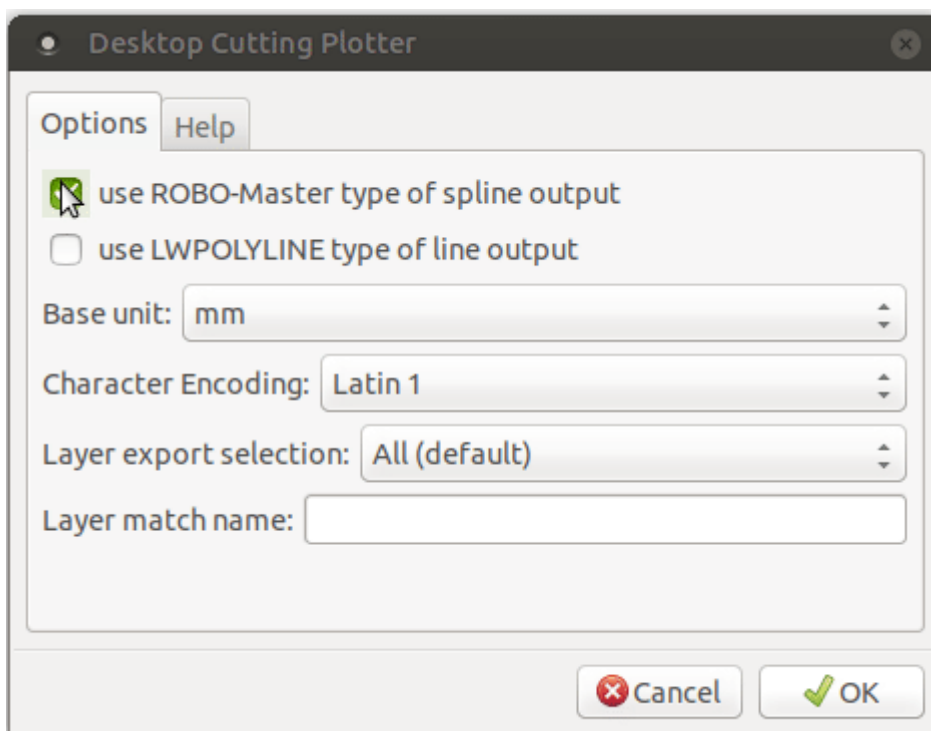 Desktop Cutting Plotter
Options Help
use ROBO-Master type of spline output
use LWPOLYLINE type of line output
Base unit: mm
Character Encoding: Latin 1
Layer export selection: All (default)
Layer match name:
Cancel OK